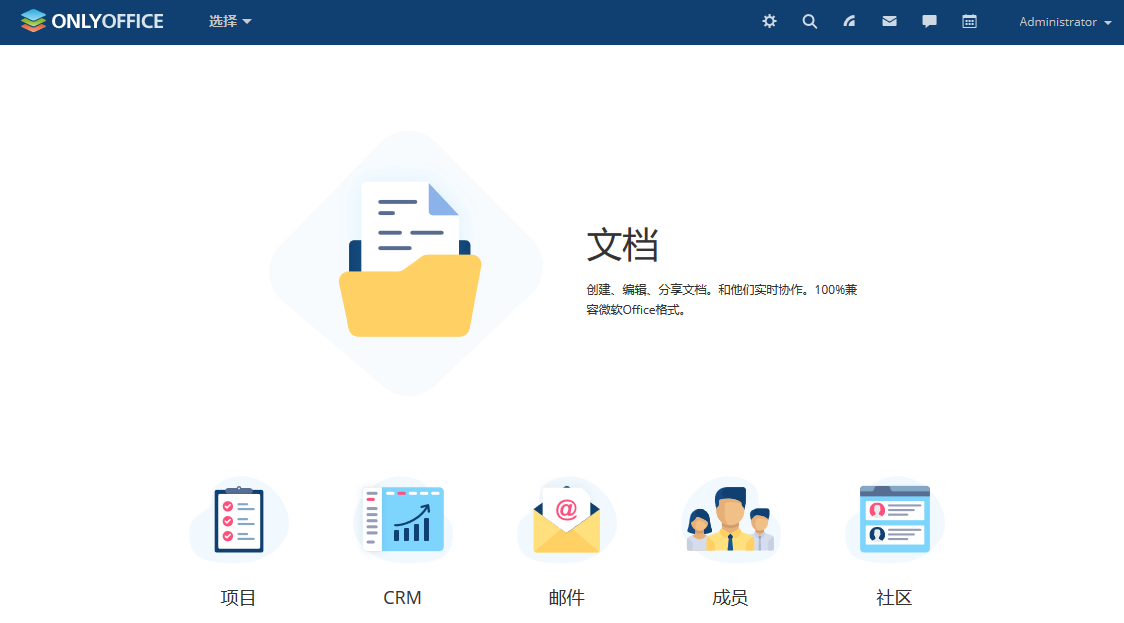 ONLYOFFICE 选择 Administrator
文档
创建、编辑、分享文档。和他们实时协作。100%兼
容微软Office格式。
@
项目 CRM 邮件 成员 社区